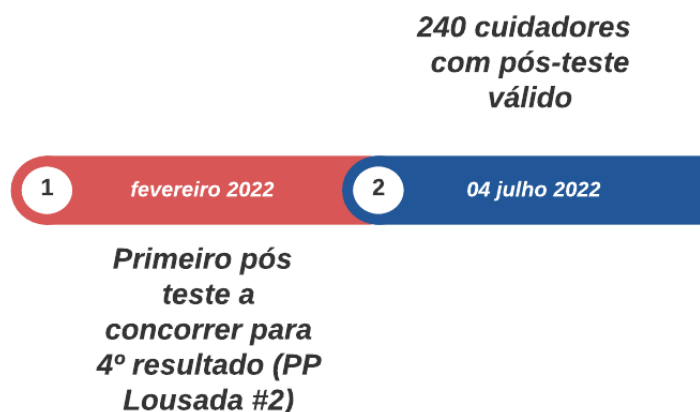 240 cuidadores
com pós-teste
válido
1
fevereiro 2022
2
04 julho 2022
Primeiro pós
teste a
concorrer para
4º resultado (PP
Lousada #2)